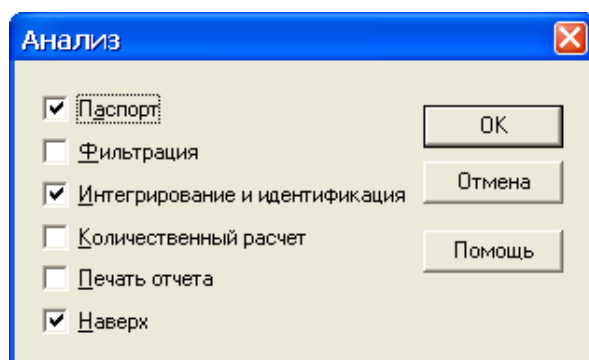 Анализ
Паспорт
Фильтрация
Интегрирование и идентификация
Количественный расчет
Печать отчета
Наверх
OK
Отмена
Помощь